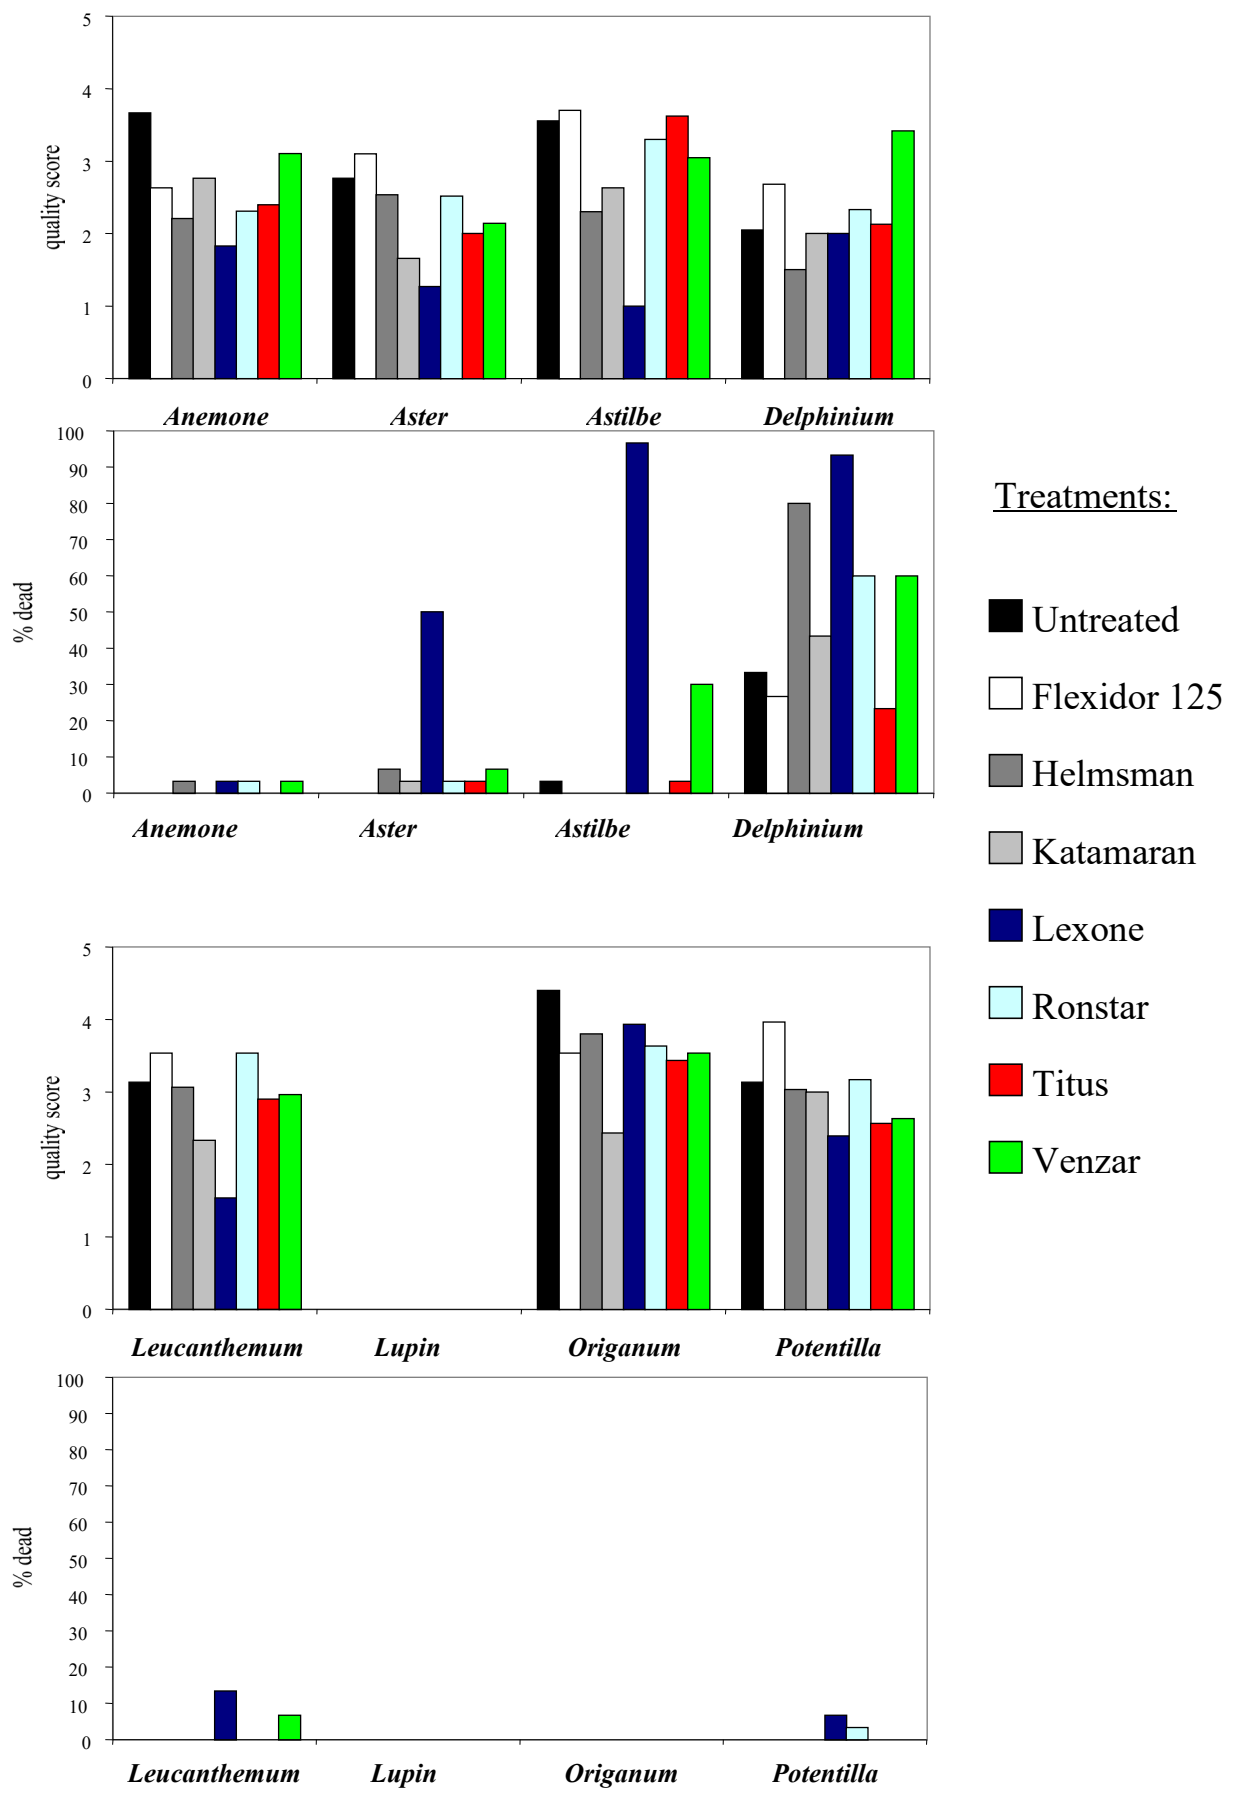 5
4
3
2
1
0
quality score
Anemone Aster Astilbe Delphinium
100
90
80
70
60
50
40
30
20
10
0
% dead
Anemone Aster Astilbe Delphinium
5
4
3
2
1
0
quality score
Leucanthemum Lupin Origanum Potentilla
100
90
80
70
60
50
40
30
20
10
0
% dead
Leucanthemum Lupin Origanum Potentilla
Treatments:
Untreated
Flexidor 125
Helmsman
Katamaran
Lexone
Ronstar
Titus
Venzar